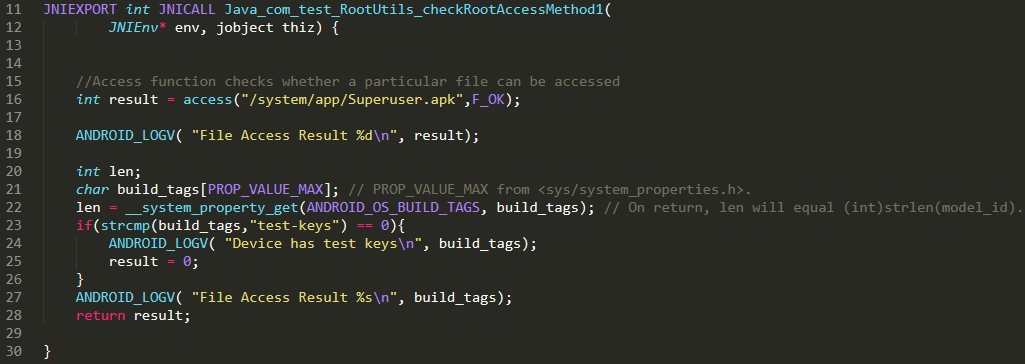 11 JNIEXPORT int JNICALL Java_com_test_RootUtils_checkRootAccessMethod1(
12         JNIEnv* env, jobject thiz) {
13
14
15     //Access function checks whether a particular file can be accessed
16     int result = access("/system/app/Superuser.apk",F_OK);
17
18     ANDROID_LOGV( "File Access Result %d\n", result);
19
20     int len;
21     char build_tags[PROP_VALUE_MAX]; // PROP_VALUE_MAX from <sys/system_properties.h>.
22     len = __system_property_get(ANDROID_OS_BUILD_TAGS, build_tags); // On return, len will equal (int)strlen(model_id).
23     if(strcmp(build_tags,"test-keys") == 0){
24         ANDROID_LOGV( "Device has test keys\n", build_tags);
25         result = 0;
26     }
27     ANDROID_LOGV( "File Access Result %s\n", build_tags);
28     return result;
29
30 }